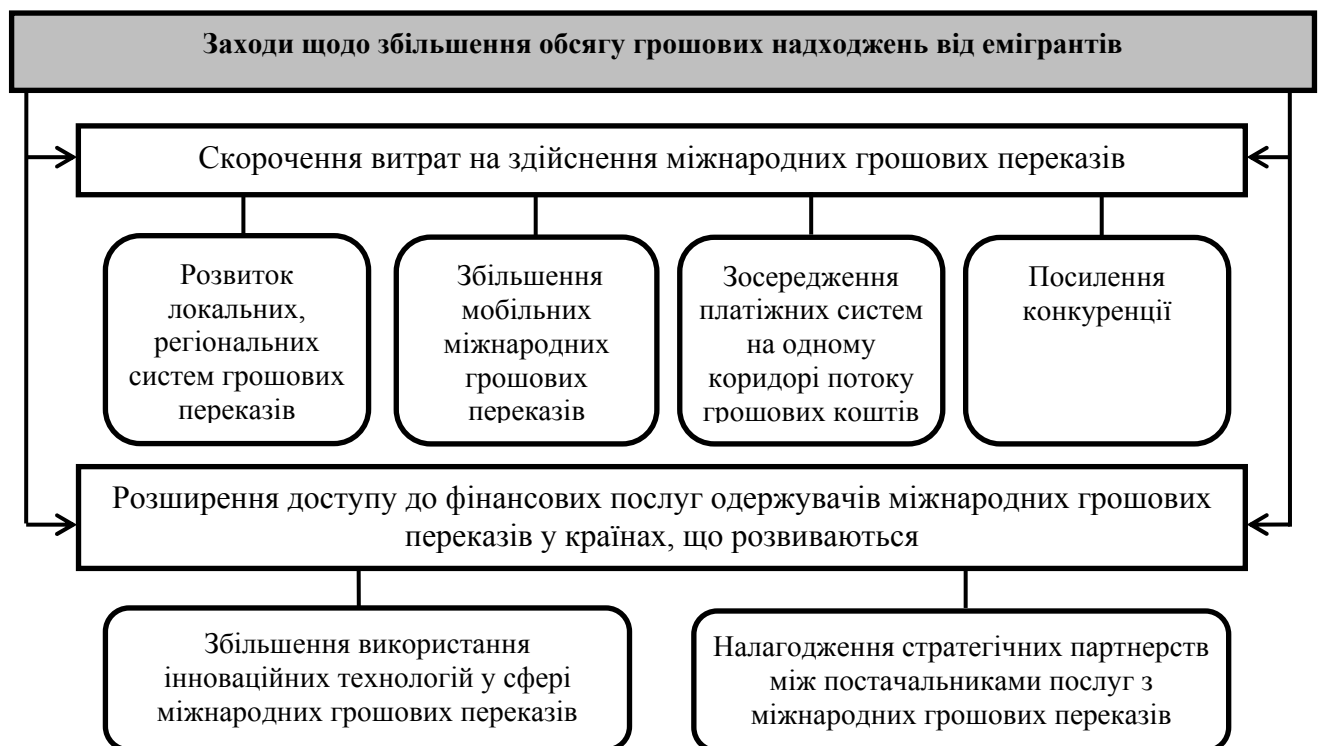 Заходи щодо збільшення обсягу грошових надходжень від емігрантів
Скорочення витрат на здійснення міжнародних грошових переказів
Розвиток
локальних,
регіональних
систем грошових
переказів
Збільшення
мобільних
міжнародних
грошових
переказів
Зосередження
платіжних систем
на одному
коридорі потоку
грошових коштів
Посилення
конкуренції
Розширення доступу до фінансових послуг одержувачів міжнародних грошових
переказів у країнах, що розвиваються
Збільшення використання
інноваційних технологій у сфері
міжнародних грошових переказів
Налагодження стратегічних партнерств
між постачальниками послуг з
міжнародних грошових переказів